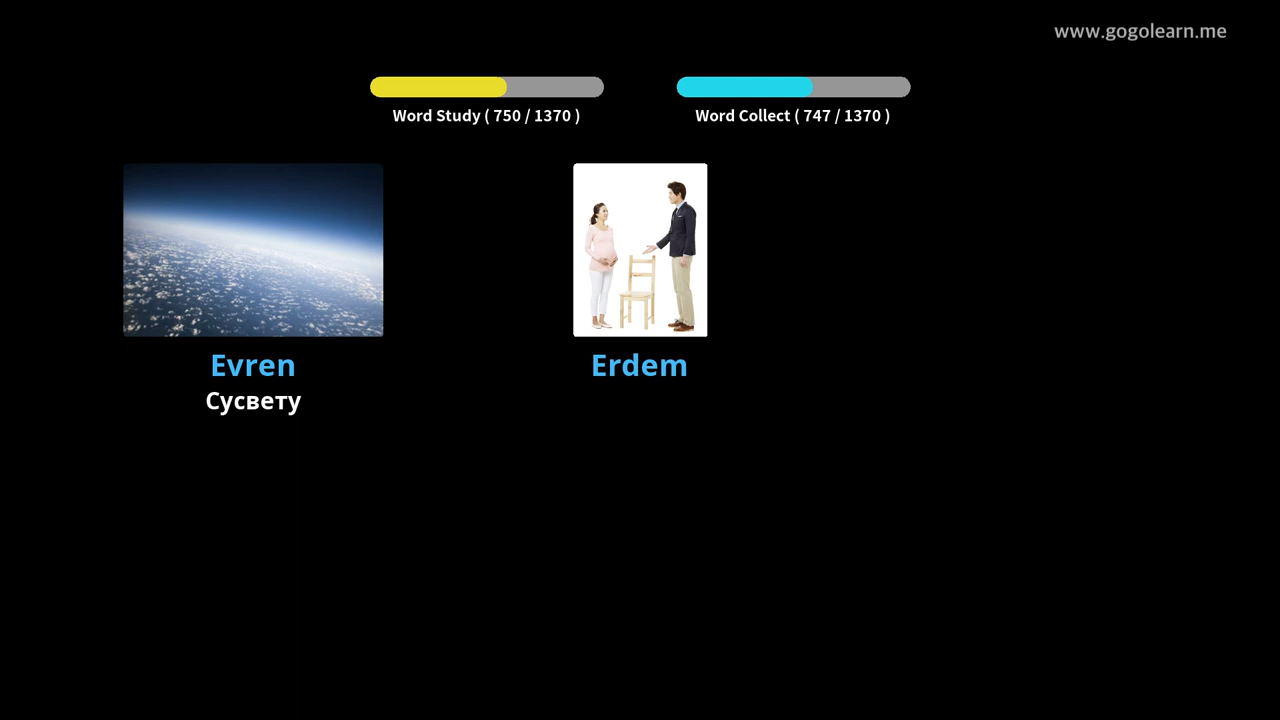 www.gogolearn.me
Word Study ( 750 / 1370 )
Word Collect ( 747 / 1370 )
Evren
Erdem
Сусвету